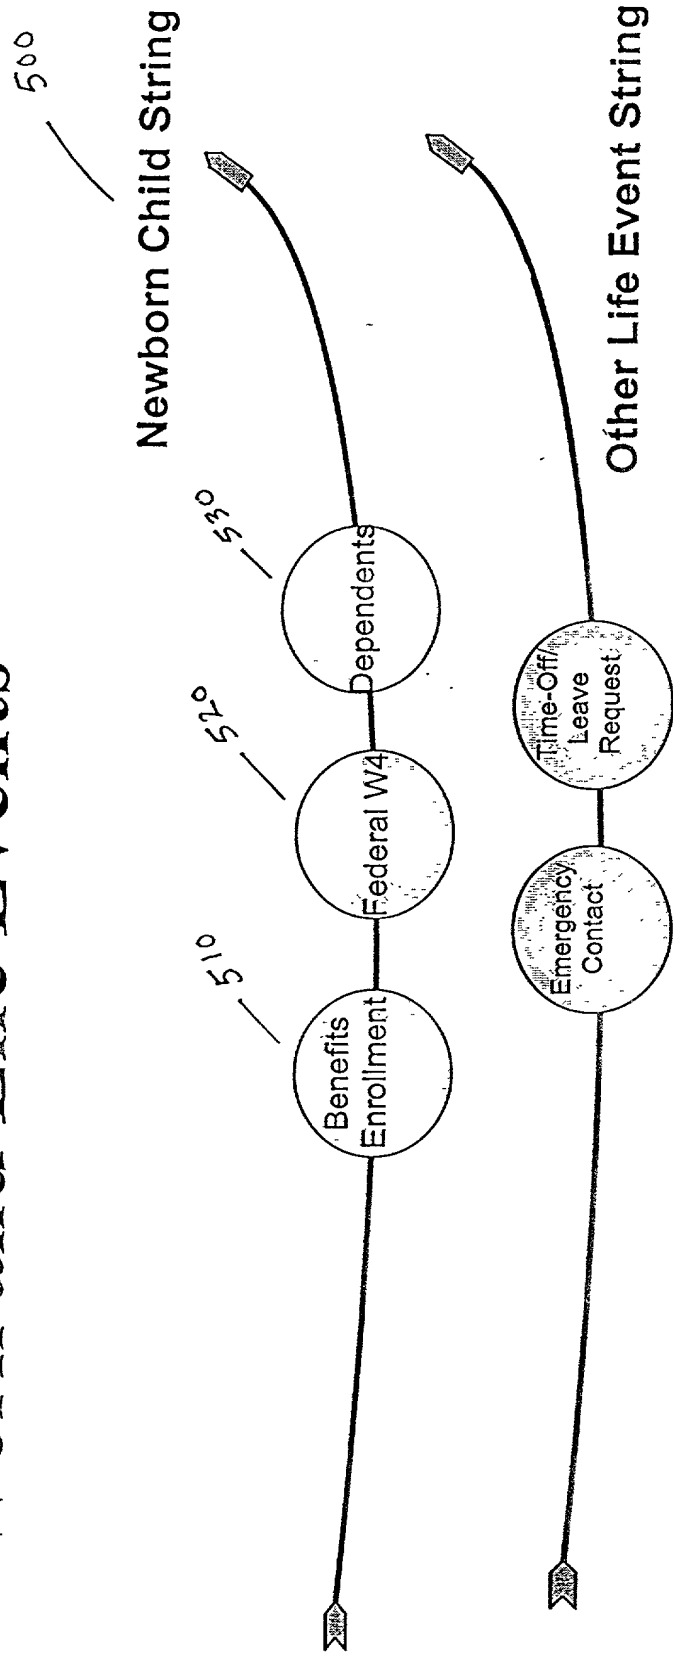 500
Newborn Child String
510
520
530
Benefits
Enrollment
Federal W4
Dependents
Emergency
Contact
Time-Off/
Leave
Request
Other Life Event String